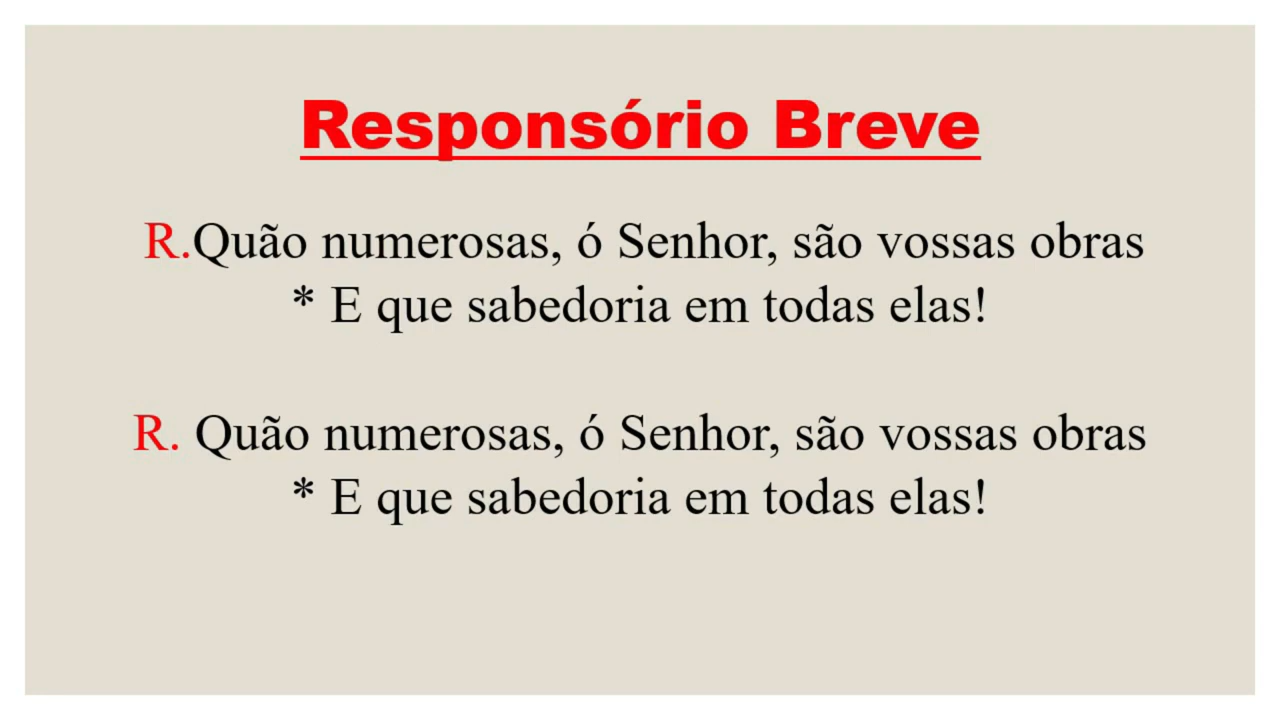 Responsório Breve
R.Quão numerosas, ó Senhor, são vossas obras
* E que sabedoria em todas elas!
R. Quão numerosas, ó Senhor, são vossas obras
* E que sabedoria em todas elas!